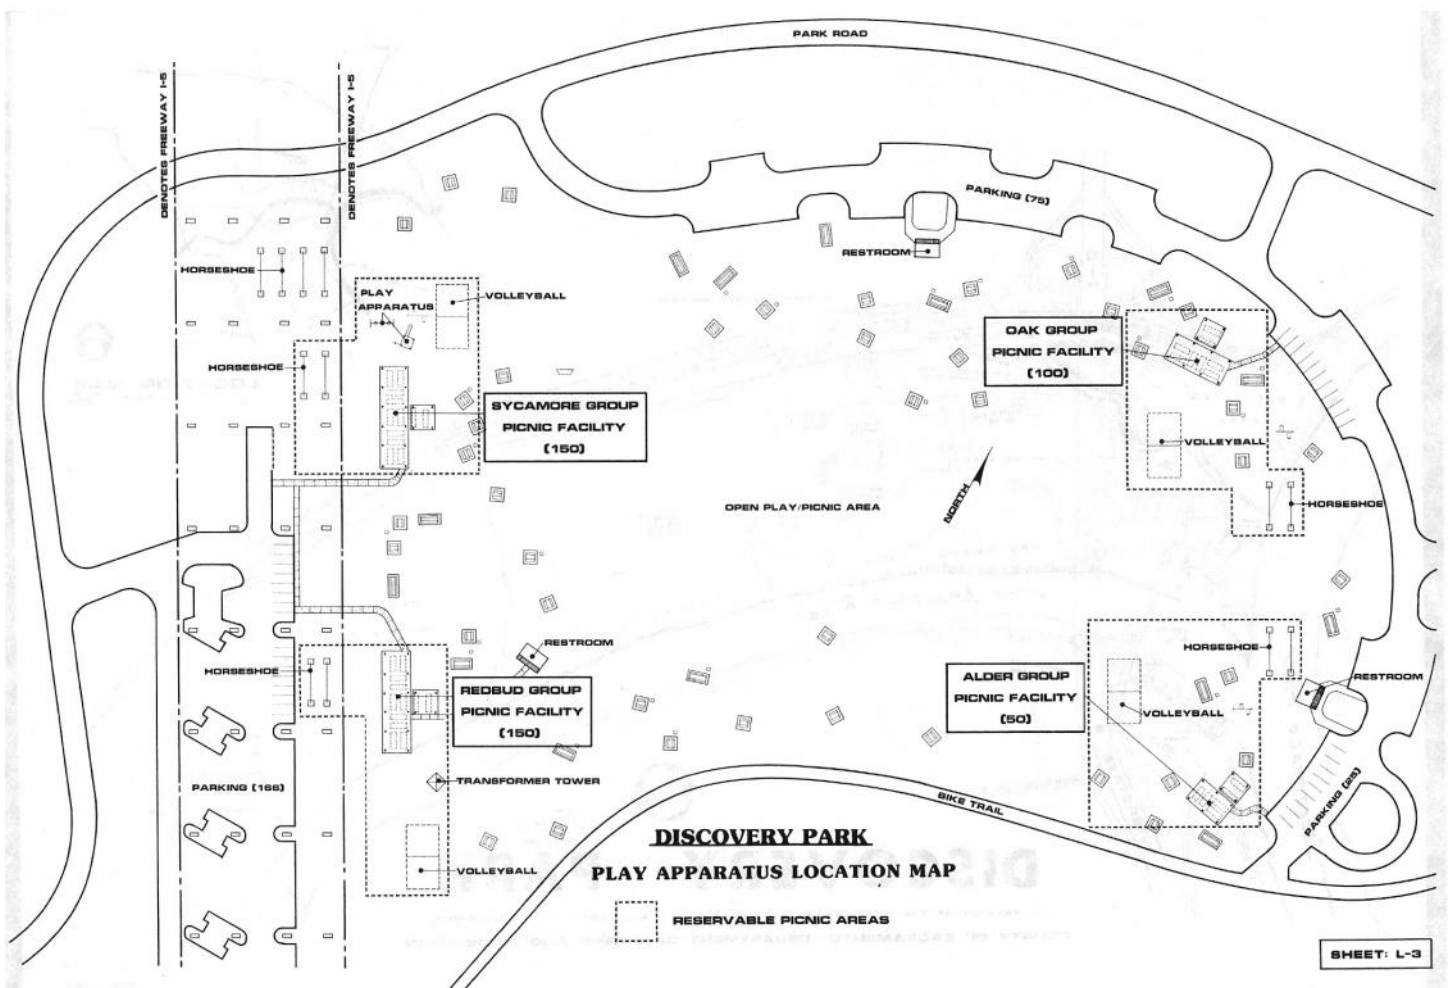 PARK ROAD
DENOTES FREEWAY I-5
DENOTES FREEWAY I-5
PARKING (75)
RESTROOM
HORSESHOE
PLAY
APPARATUS
VOLLEYBALL
HORSESHOE
OAK GROUP
PICNIC FACILITY
(100)
SYCAMORE GROUP
PICNIC FACILITY
(150)
VOLLEYBALL
NORTH
OPEN PLAY/PICNIC AREA
HORSESHOE
RESTROOM
HORSESHOE
HORSESHOE
REDBUD GROUP
PICNIC FACILITY
(150)
ALDER GROUP
PICNIC FACILITY
(50)
RESTROOM
VOLLEYBALL
TRANSFORMER TOWER
PARKING (166)
BIKE TRAIL
PARKING (25)
VOLLEYBALL
DISCOVERY PARK
PLAY APPARATUS LOCATION MAP
RESERVABLE PICNIC AREAS
SHEET: L-3